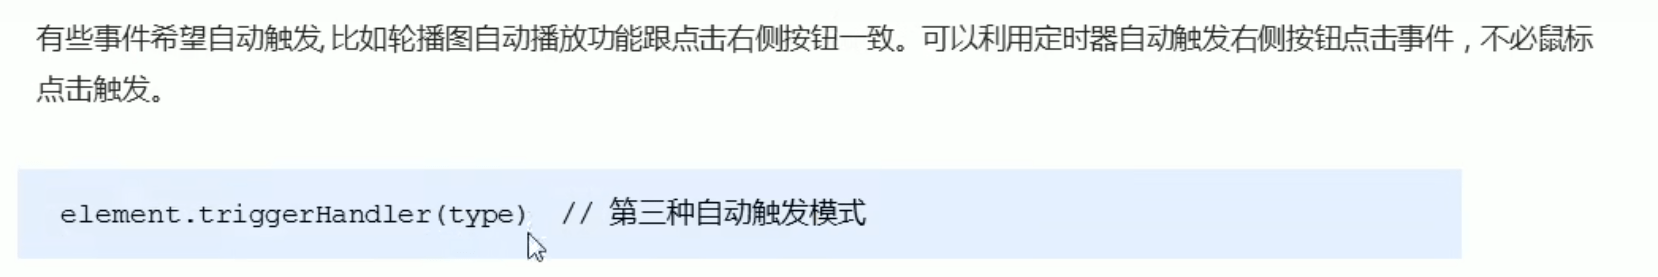 有些事件希望自动触发,比如轮播图自动播放功能跟点击右侧按钮一致。可以利用定时器自动触发右侧按钮点击事件，不必鼠标
点击触发。
element.triggerHandler(type)  // 第三种自动触发模式